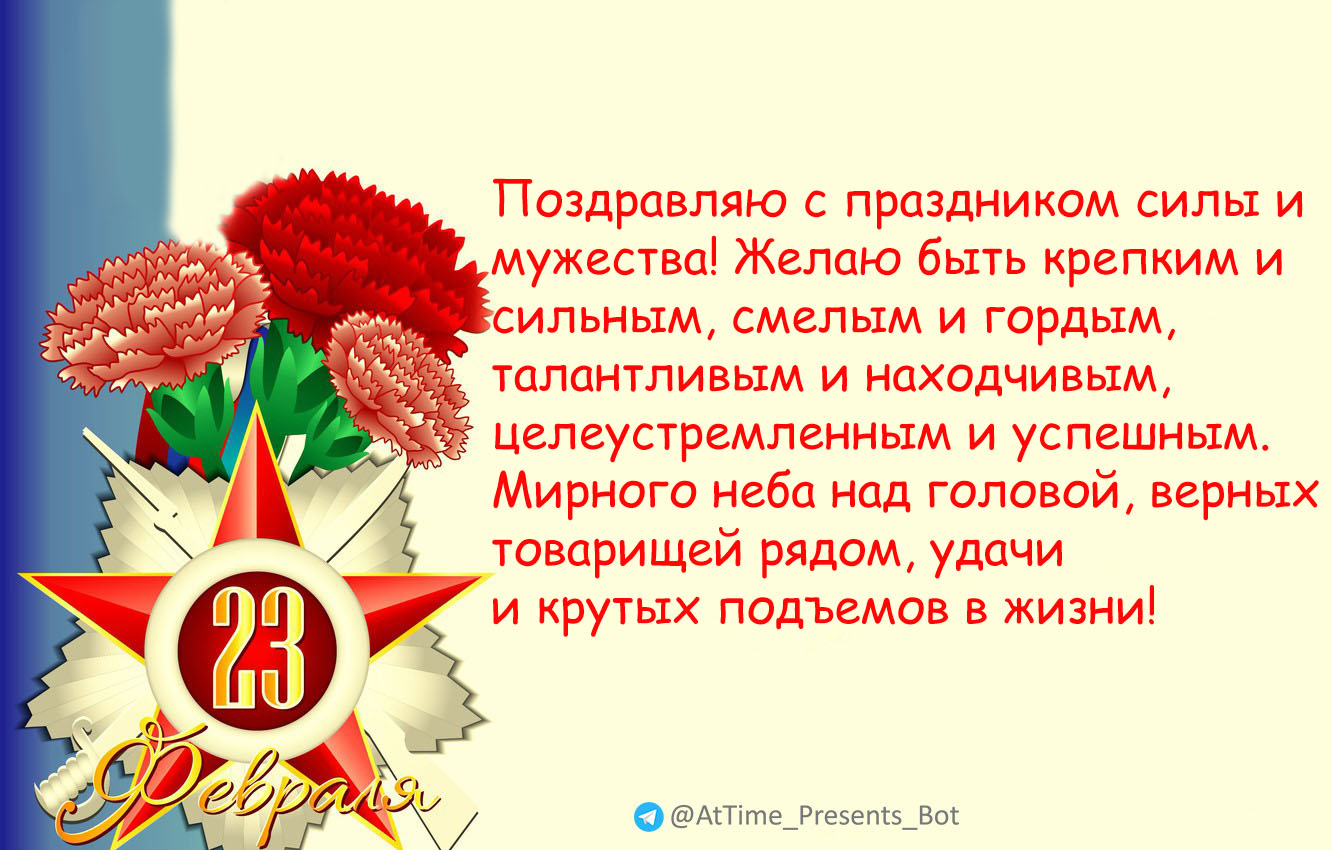 Поздравляю с праздником силы и
мужества! Желаю быть крепким и
сильным, смелым и гордым,
талантливым и находчивым,
целеустремленным и успешным.
Мирного неба над головой, верных
товарищей рядом, удачи
и крутых подъемов в жизни!
23
Февраля
@AtTime_Presents_Bot